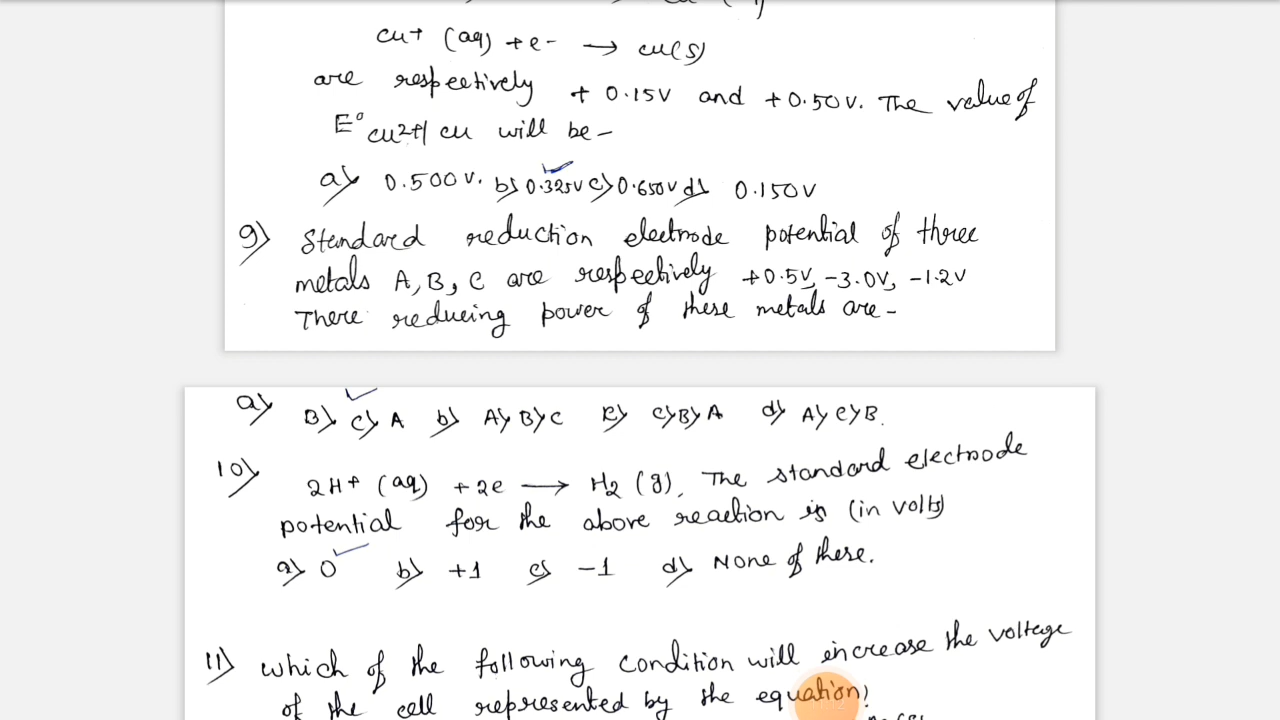 cu+ (aq) +e- → cu(s)
are respectively +0.15V and +0.50V. The value of
E° cu2+/cu will be -
a) 0.500V. b) 0.325V c) 0.650V d) 0.150V
9) Standard reduction electrode potential of three
metals A, B, C are respectively +0.5V, -3.0V, -1.2V
There reducing power of these metals are -
a) B> C> A b) A> B> C c) C> B> A d) A> C> B.
10) 2H+ (aq) + 2e → H2 (g). The standard electrode
potential for the above reaction is (in volts)
a) 0 b) +1 c) -1 d) None of these.
11) which of the following condition will increase the voltage
of the cell represented by the equation?